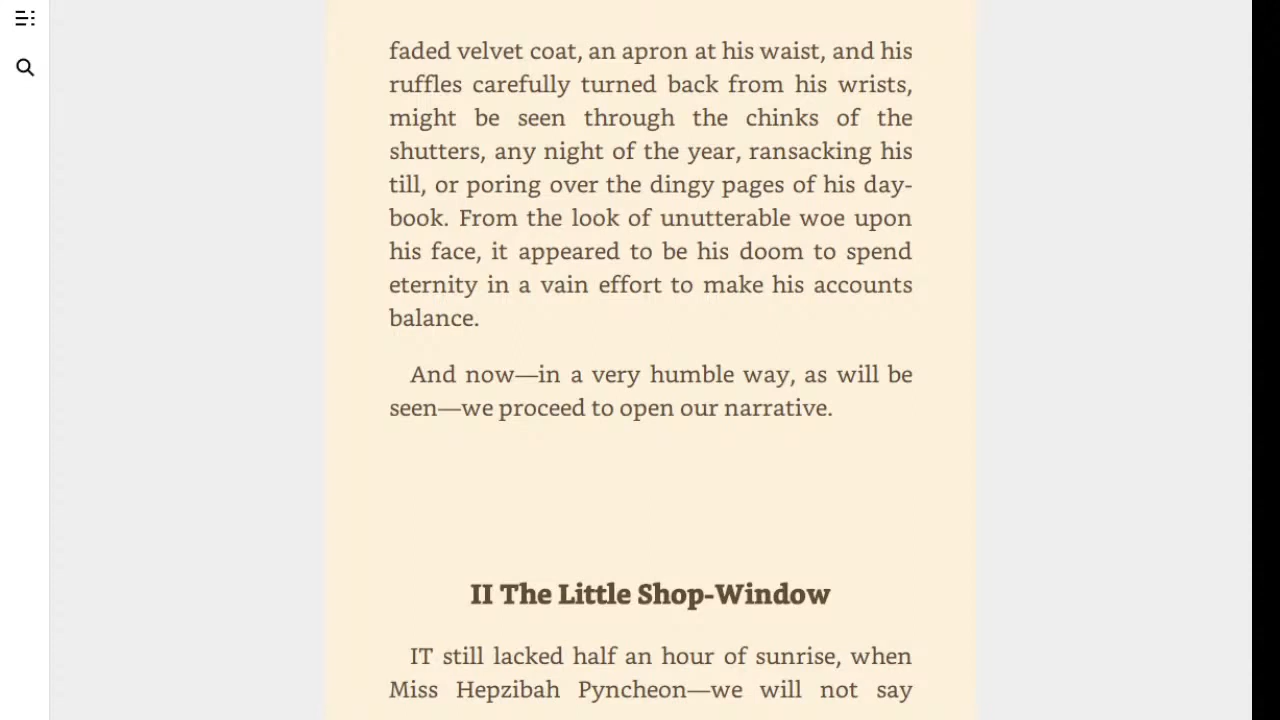 faded velvet coat, an apron at his waist, and his
ruffles carefully turned back from his wrists,
might be seen through the chinks of the
shutters, any night of the year, ransacking his
till, or poring over the dingy pages of his day-
book. From the look of unutterable woe upon
his face, it appeared to be his doom to spend
eternity in a vain effort to make his accounts
balance.
And now—in a very humble way, as will be
seen—we proceed to open our narrative.
II The Little Shop-Window
IT still lacked half an hour of sunrise, when
Miss Hepzibah Pyncheon—we will not say